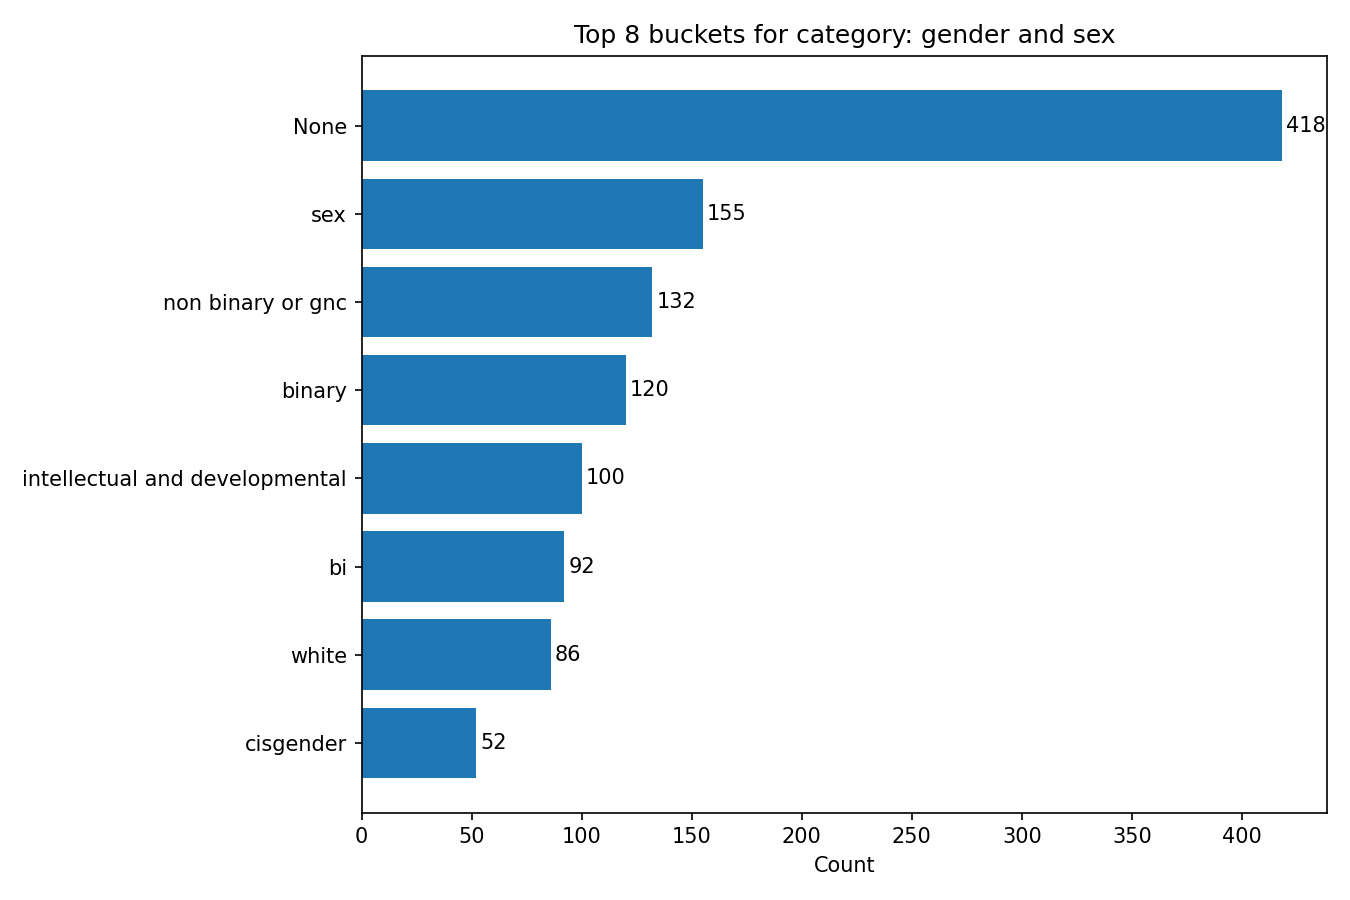 Top 8 buckets for category: gender and sex
None
418
sex
155
non binary or gnc
132
binary
120
intellectual and developmental
100
bi
92
white
86
cisgender
52
0 50 100 150 200 250 300 350 400
Count